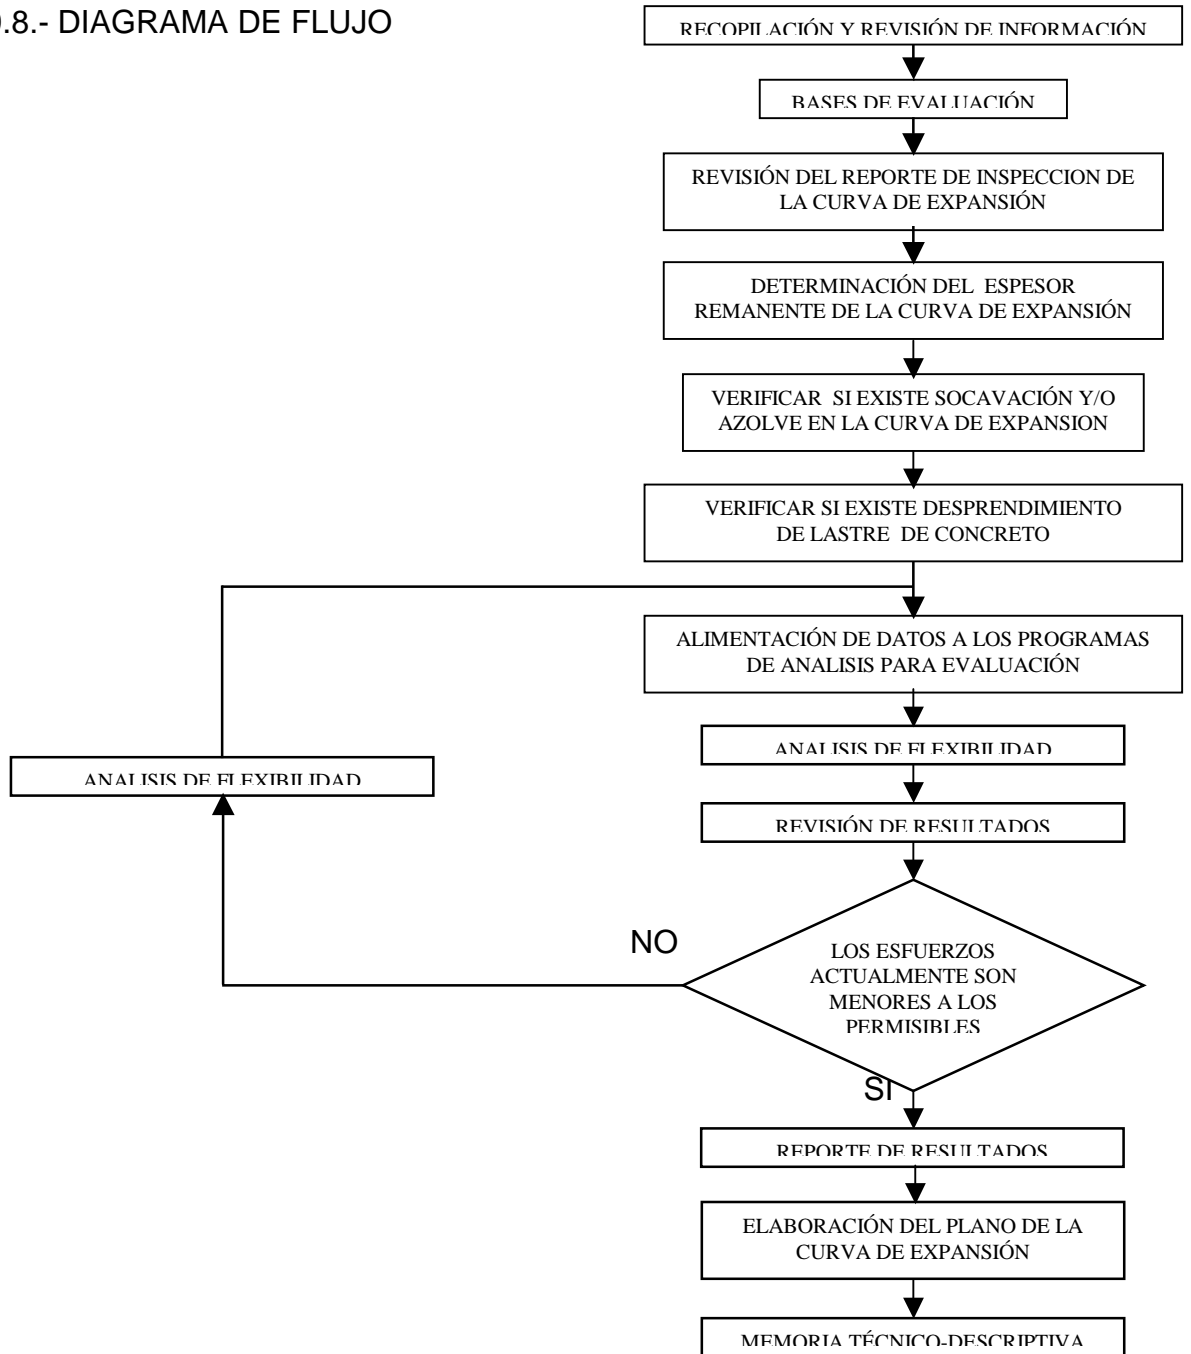 .8.- DIAGRAMA DE FLUJO
RECOPILACIÓN Y REVISIÓN DE INFORMACIÓN
BASES DE EVALUACIÓN
REVISIÓN DEL REPORTE DE INSPECCION DE
LA CURVA DE EXPANSIÓN
DETERMINACIÓN DEL ESPESOR
REMANENTE DE LA CURVA DE EXPANSIÓN
VERIFICAR SI EXISTE SOCAVACIÓN Y/O
AZOLVE EN LA CURVA DE EXPANSION
VERIFICAR SI EXISTE DESPRENDIMIENTO
DE LASTRE DE CONCRETO
ALIMENTACIÓN DE DATOS A LOS PROGRAMAS
DE ANALISIS PARA EVALUACIÓN
ANALISIS DE FLEXIBILIDAD
ANALISIS DE FLEXIBILIDAD
REVISIÓN DE RESULTADOS
NO
LOS ESFUERZOS
ACTUALMENTE SON
MENORES A LOS
PERMISIBLES
SI
REPORTE DE RESULTADOS
ELABORACIÓN DEL PLANO DE LA
CURVA DE EXPANSIÓN
MEMORIA TÉCNICO-DESCRIPTIVA